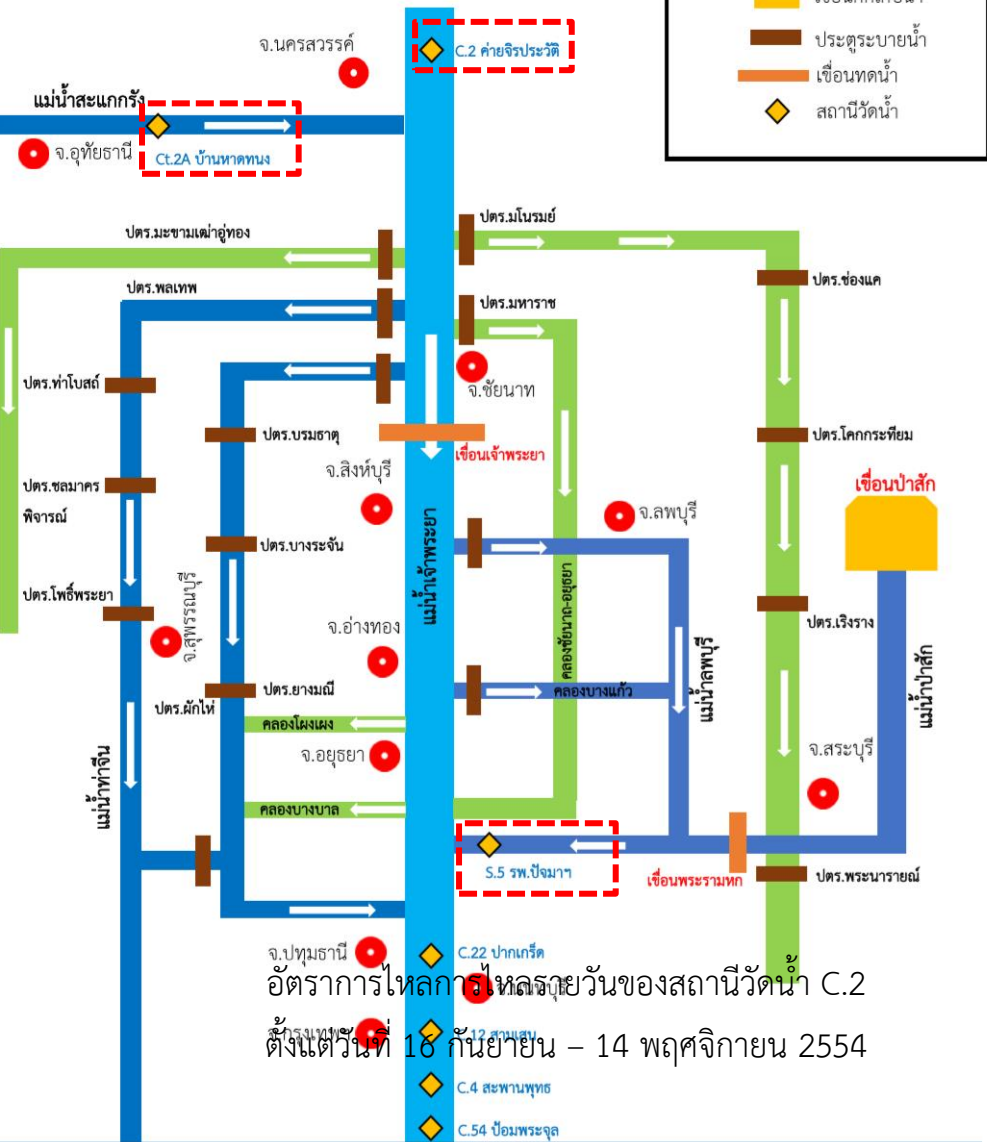 จ.นครสวรรค์
C.2 ค่ายจิรประวัติ
ประตูระบายน้ำ
เขื่อนทดน้ำ
สถานีวัดน้ำ
แม่น้ำสะแกกรัง
จ.อุทัยธานี
Ct.2A บ้านหาดทนง
ปตร.มะขามเฒ่าอู่ทอง
ปตร.มโนรมย์
ปตร.ช่องแค
ปตร.พลเทพ
ปตร.มหาราช
ปตร.ท่าโบสถ์
จ.ชัยนาท
ปตร.บรมธาตุ
ปตร.โคกกระทียม
เขื่อนเจ้าพระยา
จ.สิงห์บุรี
ปตร.ชลมาคร
พิจารณ์
เขื่อนป่าสัก
จ.ลพบุรี
ปตร.บางระจัน
แม่น้ำเจ้าพระยา
คลองชัยนาถ-อยุธยา
ปตร.โพธิ์พระยา
จ.สุพรรณบุรี
จ.อ่างทอง
ปตร.เริงราง
แม่น้ำลพบุรี
แม่น้ำป่าสัก
ปตร.ยางมณี
คลองบางแก้ว
ปตร.ผักไห่
คลองโผงเผง
จ.อยุธยา
จ.สระบุรี
แม่น้ำท่าจีน
คลองบางบาล
S.5 รพ.ปัจมาฯ
เขื่อนพระรามหก
ปตร.พระนารายณ์
จ.ปทุมธานี
C.22 ปากเกร็ด
อัตราการไหลการไหลรายวันของสถานีวัดน้ำ C.2
จ.กรุงเทพฯ
C.12 สามเสน
ตั้งแต่วันที่ 16 กันยายน – 14 พฤศจิกายน 2554
C.4 สะพานพุทธ
C.54 ป้อมพระจุล